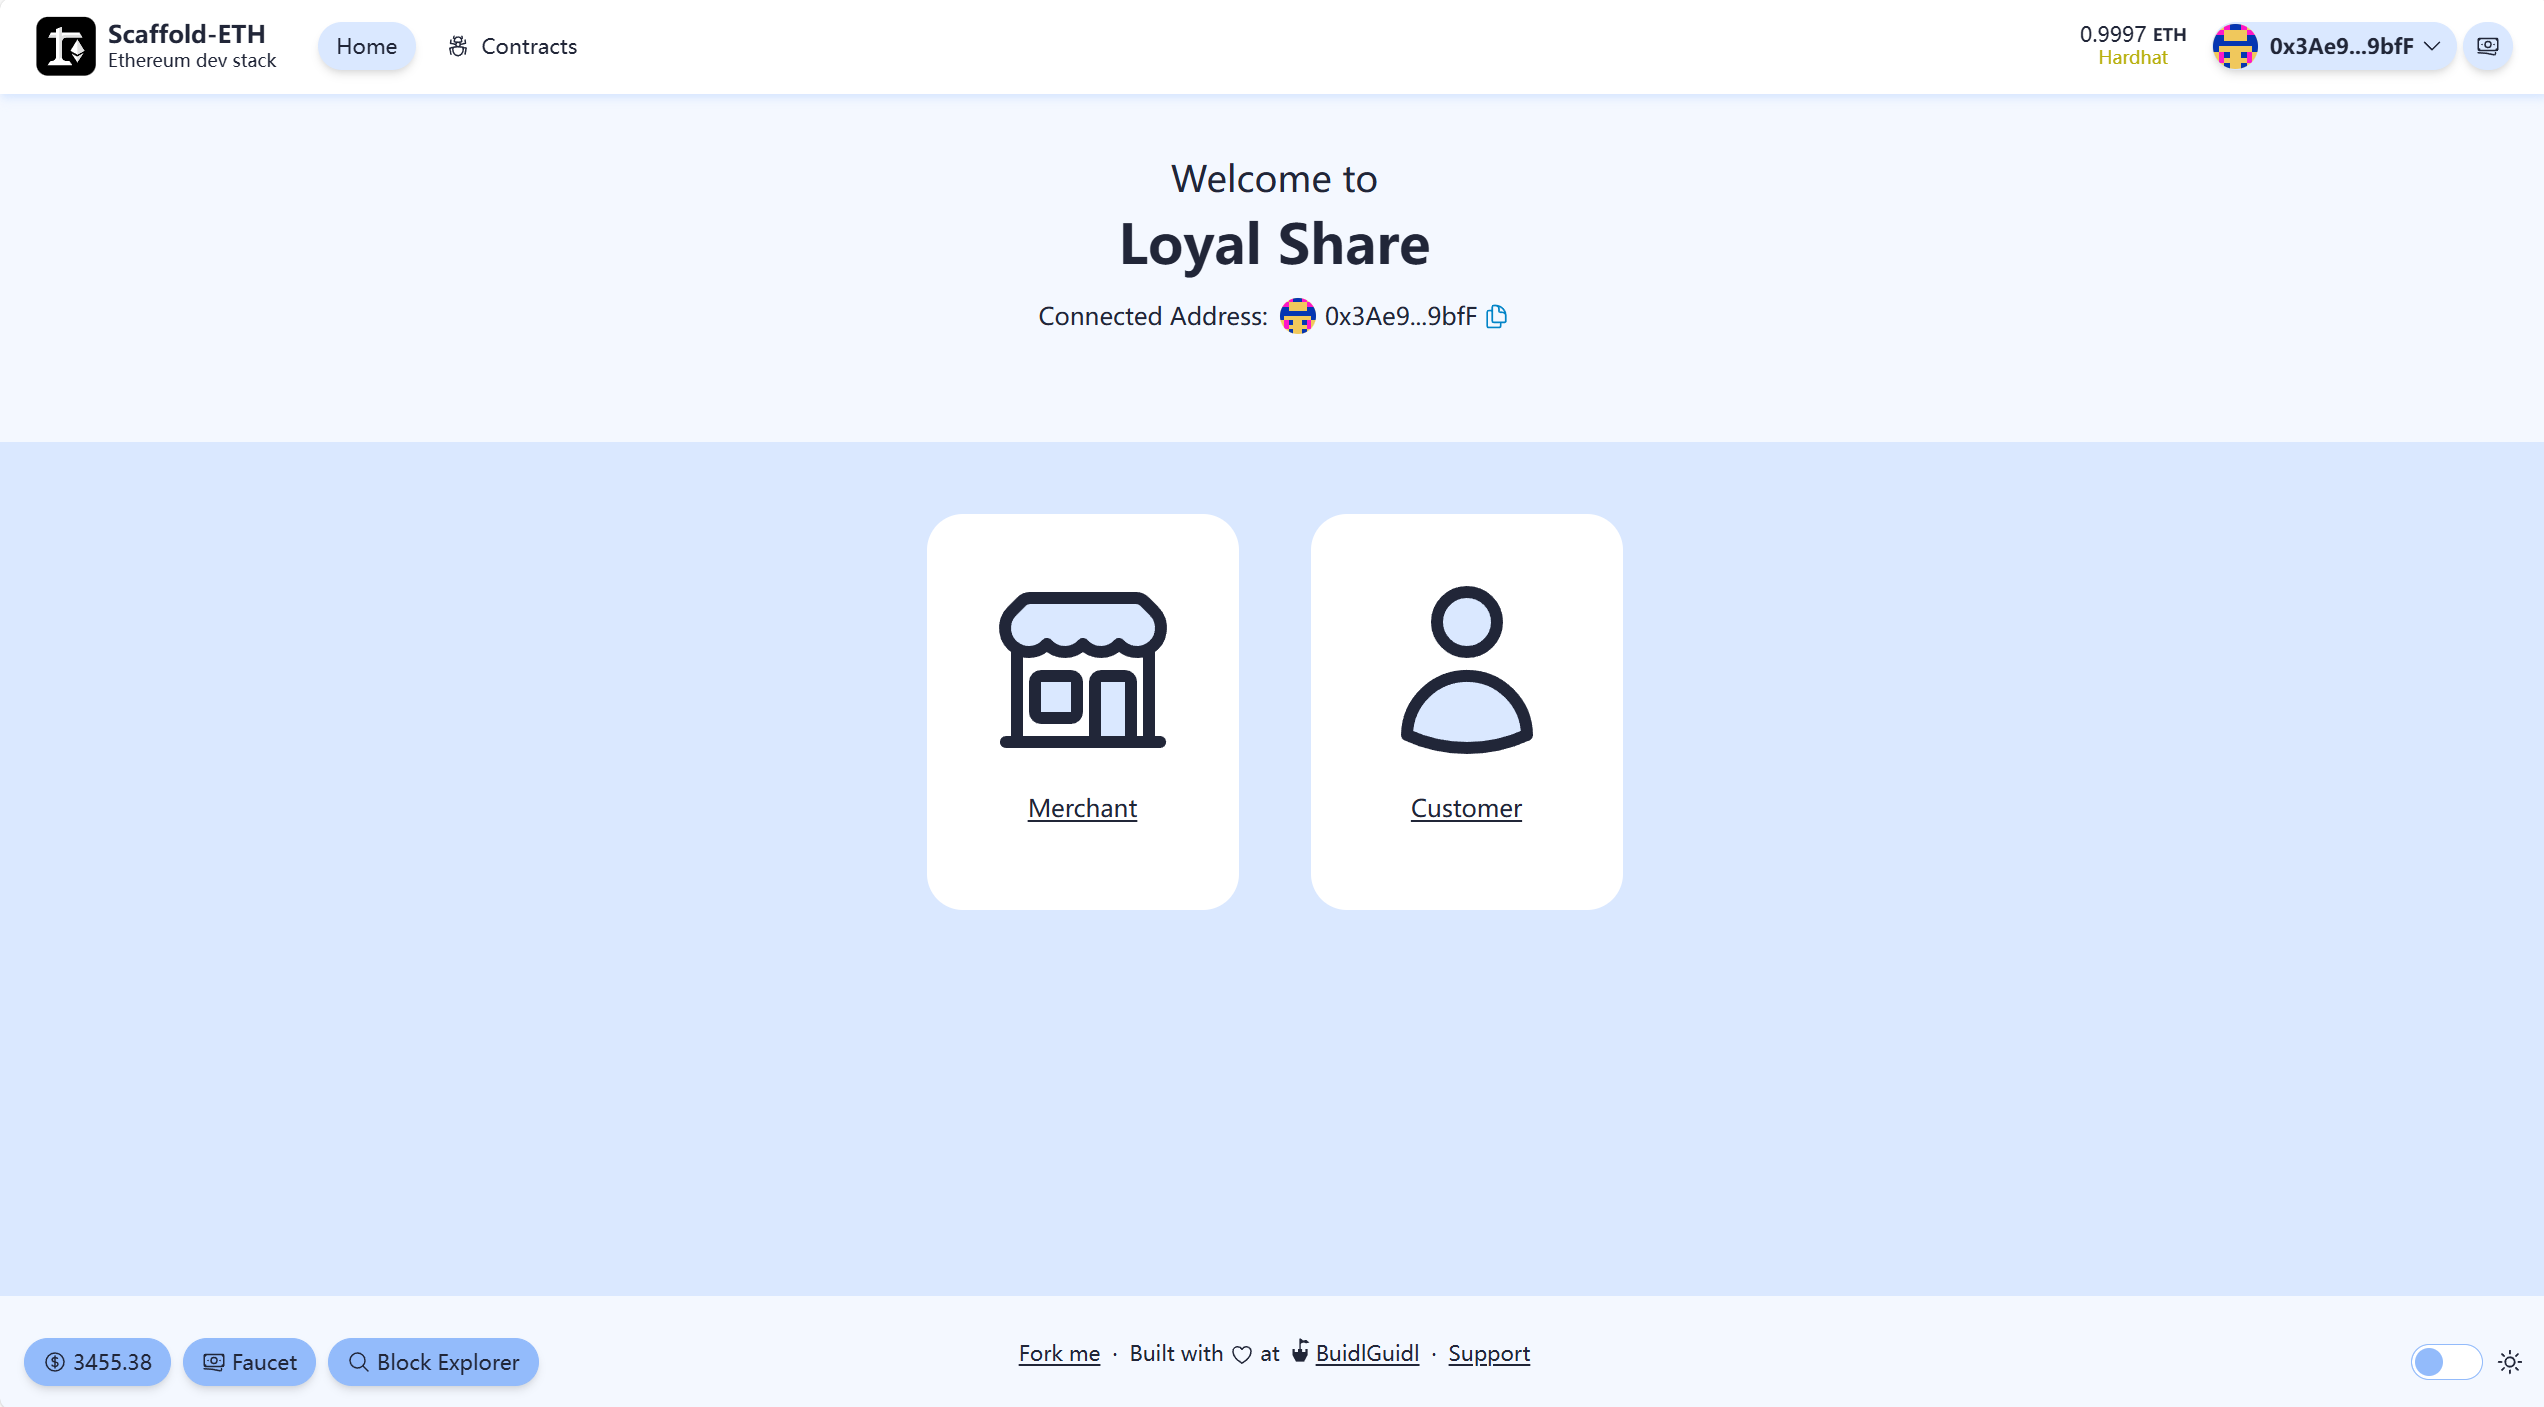 Scaffold-ETH
Ethereum dev stack
Home
Contracts
0.9997 ETH
Hardhat
0x3Ae9...9bfF
Welcome to
Loyal Share
Connected Address: 0x3Ae9...9bfF
Merchant
Customer
3455.38
Faucet
Block Explorer
Fork me · Built with at BuidlGuidl · Support